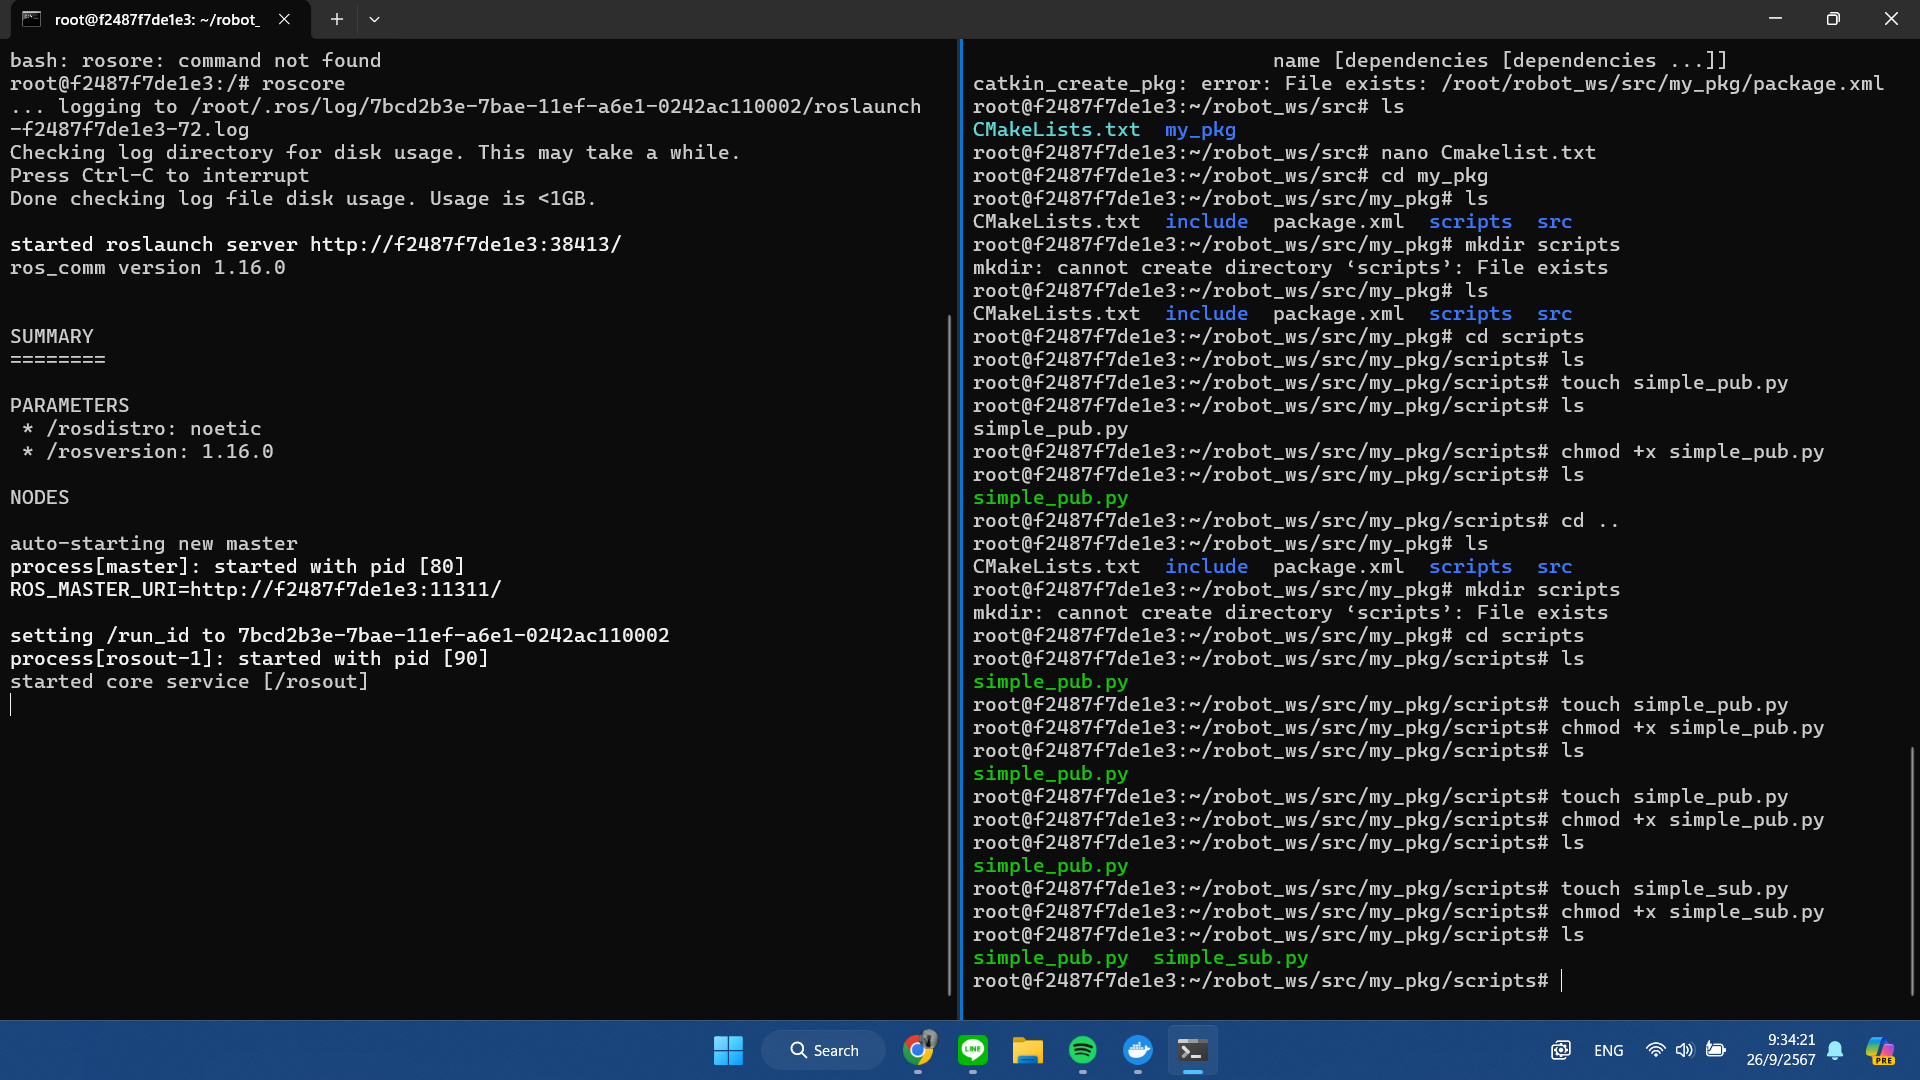 root@f2487f7de1e3: ~/robot_
bash: rosore: command not found
root@f2487f7de1e3:/# roscore
... logging to /root/.ros/log/7bcd2b3e-7bae-11ef-a6e1-0242ac110002/roslaunch
-f2487f7de1e3-72.log
Checking log directory for disk usage. This may take a while.
Press Ctrl-C to interrupt
Done checking log file disk usage. Usage is <1GB.
started roslaunch server http://f2487f7de1e3:38413/
ros_comm version 1.16.0
SUMMARY
========
PARAMETERS
* /rosdistro: noetic
* /rosversion: 1.16.0
NODES
auto-starting new master
process[master]: started with pid [80]
ROS_MASTER_URI=http://f2487f7de1e3:11311/
setting /run_id to 7bcd2b3e-7bae-11ef-a6e1-0242ac110002
process[rosout-1]: started with pid [90]
started core service [/rosout]
name [dependencies [dependencies ...]]
catkin_create_pkg: error: File exists: /root/robot_ws/src/my_pkg/package.xml
root@f2487f7de1e3:~/robot_ws/src# ls
CMakeLists.txt  my_pkg
root@f2487f7de1e3:~/robot_ws/src# nano Cmakelist.txt
root@f2487f7de1e3:~/robot_ws/src# cd my_pkg
root@f2487f7de1e3:~/robot_ws/src/my_pkg# ls
CMakeLists.txt  include  package.xml  scripts  src
root@f2487f7de1e3:~/robot_ws/src/my_pkg# mkdir scripts
mkdir: cannot create directory ‘scripts’: File exists
root@f2487f7de1e3:~/robot_ws/src/my_pkg# ls
CMakeLists.txt  include  package.xml  scripts  src
root@f2487f7de1e3:~/robot_ws/src/my_pkg# cd scripts
root@f2487f7de1e3:~/robot_ws/src/my_pkg/scripts# ls
root@f2487f7de1e3:~/robot_ws/src/my_pkg/scripts# touch simple_pub.py
root@f2487f7de1e3:~/robot_ws/src/my_pkg/scripts# ls
simple_pub.py
root@f2487f7de1e3:~/robot_ws/src/my_pkg/scripts# chmod +x simple_pub.py
root@f2487f7de1e3:~/robot_ws/src/my_pkg/scripts# ls
simple_pub.py
root@f2487f7de1e3:~/robot_ws/src/my_pkg/scripts# cd ..
root@f2487f7de1e3:~/robot_ws/src/my_pkg# ls
CMakeLists.txt  include  package.xml  scripts  src
root@f2487f7de1e3:~/robot_ws/src/my_pkg# mkdir scripts
mkdir: cannot create directory ‘scripts’: File exists
root@f2487f7de1e3:~/robot_ws/src/my_pkg# cd scripts
root@f2487f7de1e3:~/robot_ws/src/my_pkg/scripts# ls
simple_pub.py
root@f2487f7de1e3:~/robot_ws/src/my_pkg/scripts# touch simple_pub.py
root@f2487f7de1e3:~/robot_ws/src/my_pkg/scripts# chmod +x simple_pub.py
root@f2487f7de1e3:~/robot_ws/src/my_pkg/scripts# ls
simple_pub.py
root@f2487f7de1e3:~/robot_ws/src/my_pkg/scripts# touch simple_pub.py
root@f2487f7de1e3:~/robot_ws/src/my_pkg/scripts# chmod +x simple_pub.py
root@f2487f7de1e3:~/robot_ws/src/my_pkg/scripts# ls
simple_pub.py
root@f2487f7de1e3:~/robot_ws/src/my_pkg/scripts# touch simple_sub.py
root@f2487f7de1e3:~/robot_ws/src/my_pkg/scripts# chmod +x simple_sub.py
root@f2487f7de1e3:~/robot_ws/src/my_pkg/scripts# ls
simple_pub.py  simple_sub.py
root@f2487f7de1e3:~/robot_ws/src/my_pkg/scripts#
Search
LINE
ENG
9:34:21
26/9/2567
PRE